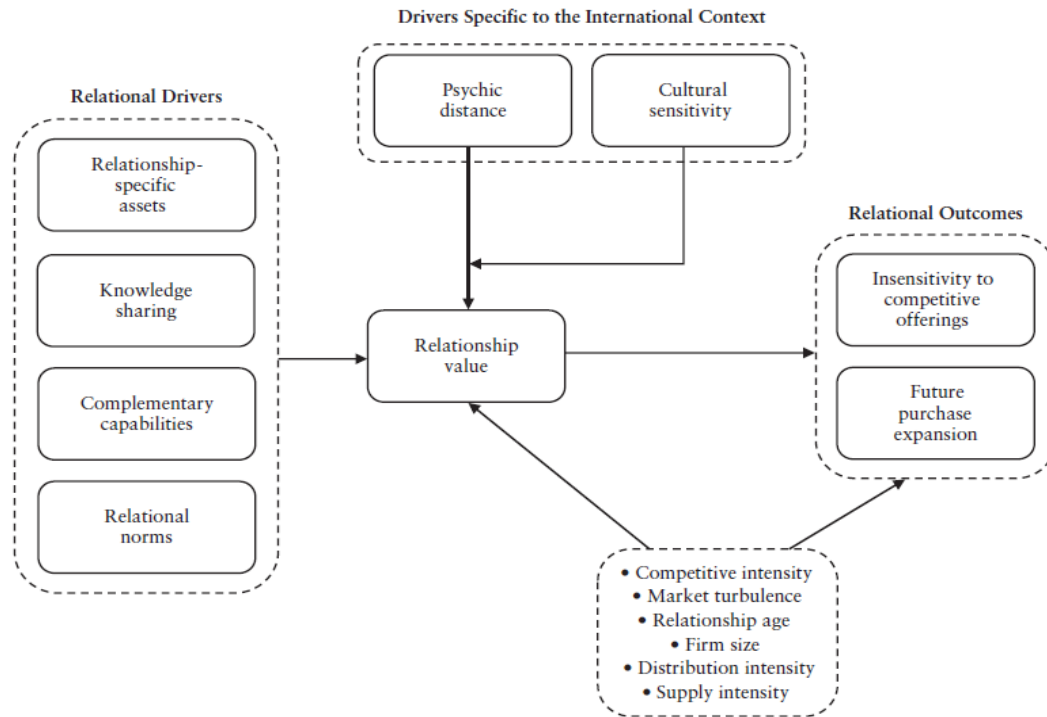 Drivers Specific to the International Context
Psychic
distance
Cultural
sensitivity
Relational Drivers
Relationship-
specific
assets
Knowledge
sharing
Complementary
capabilities
Relational
norms
Relationship
value
Relational Outcomes
Insensitivity to
competitive
offerings
Future
purchase
expansion
• Competitive intensity
• Market turbulence
• Relationship age
• Firm size
• Distribution intensity
• Supply intensity